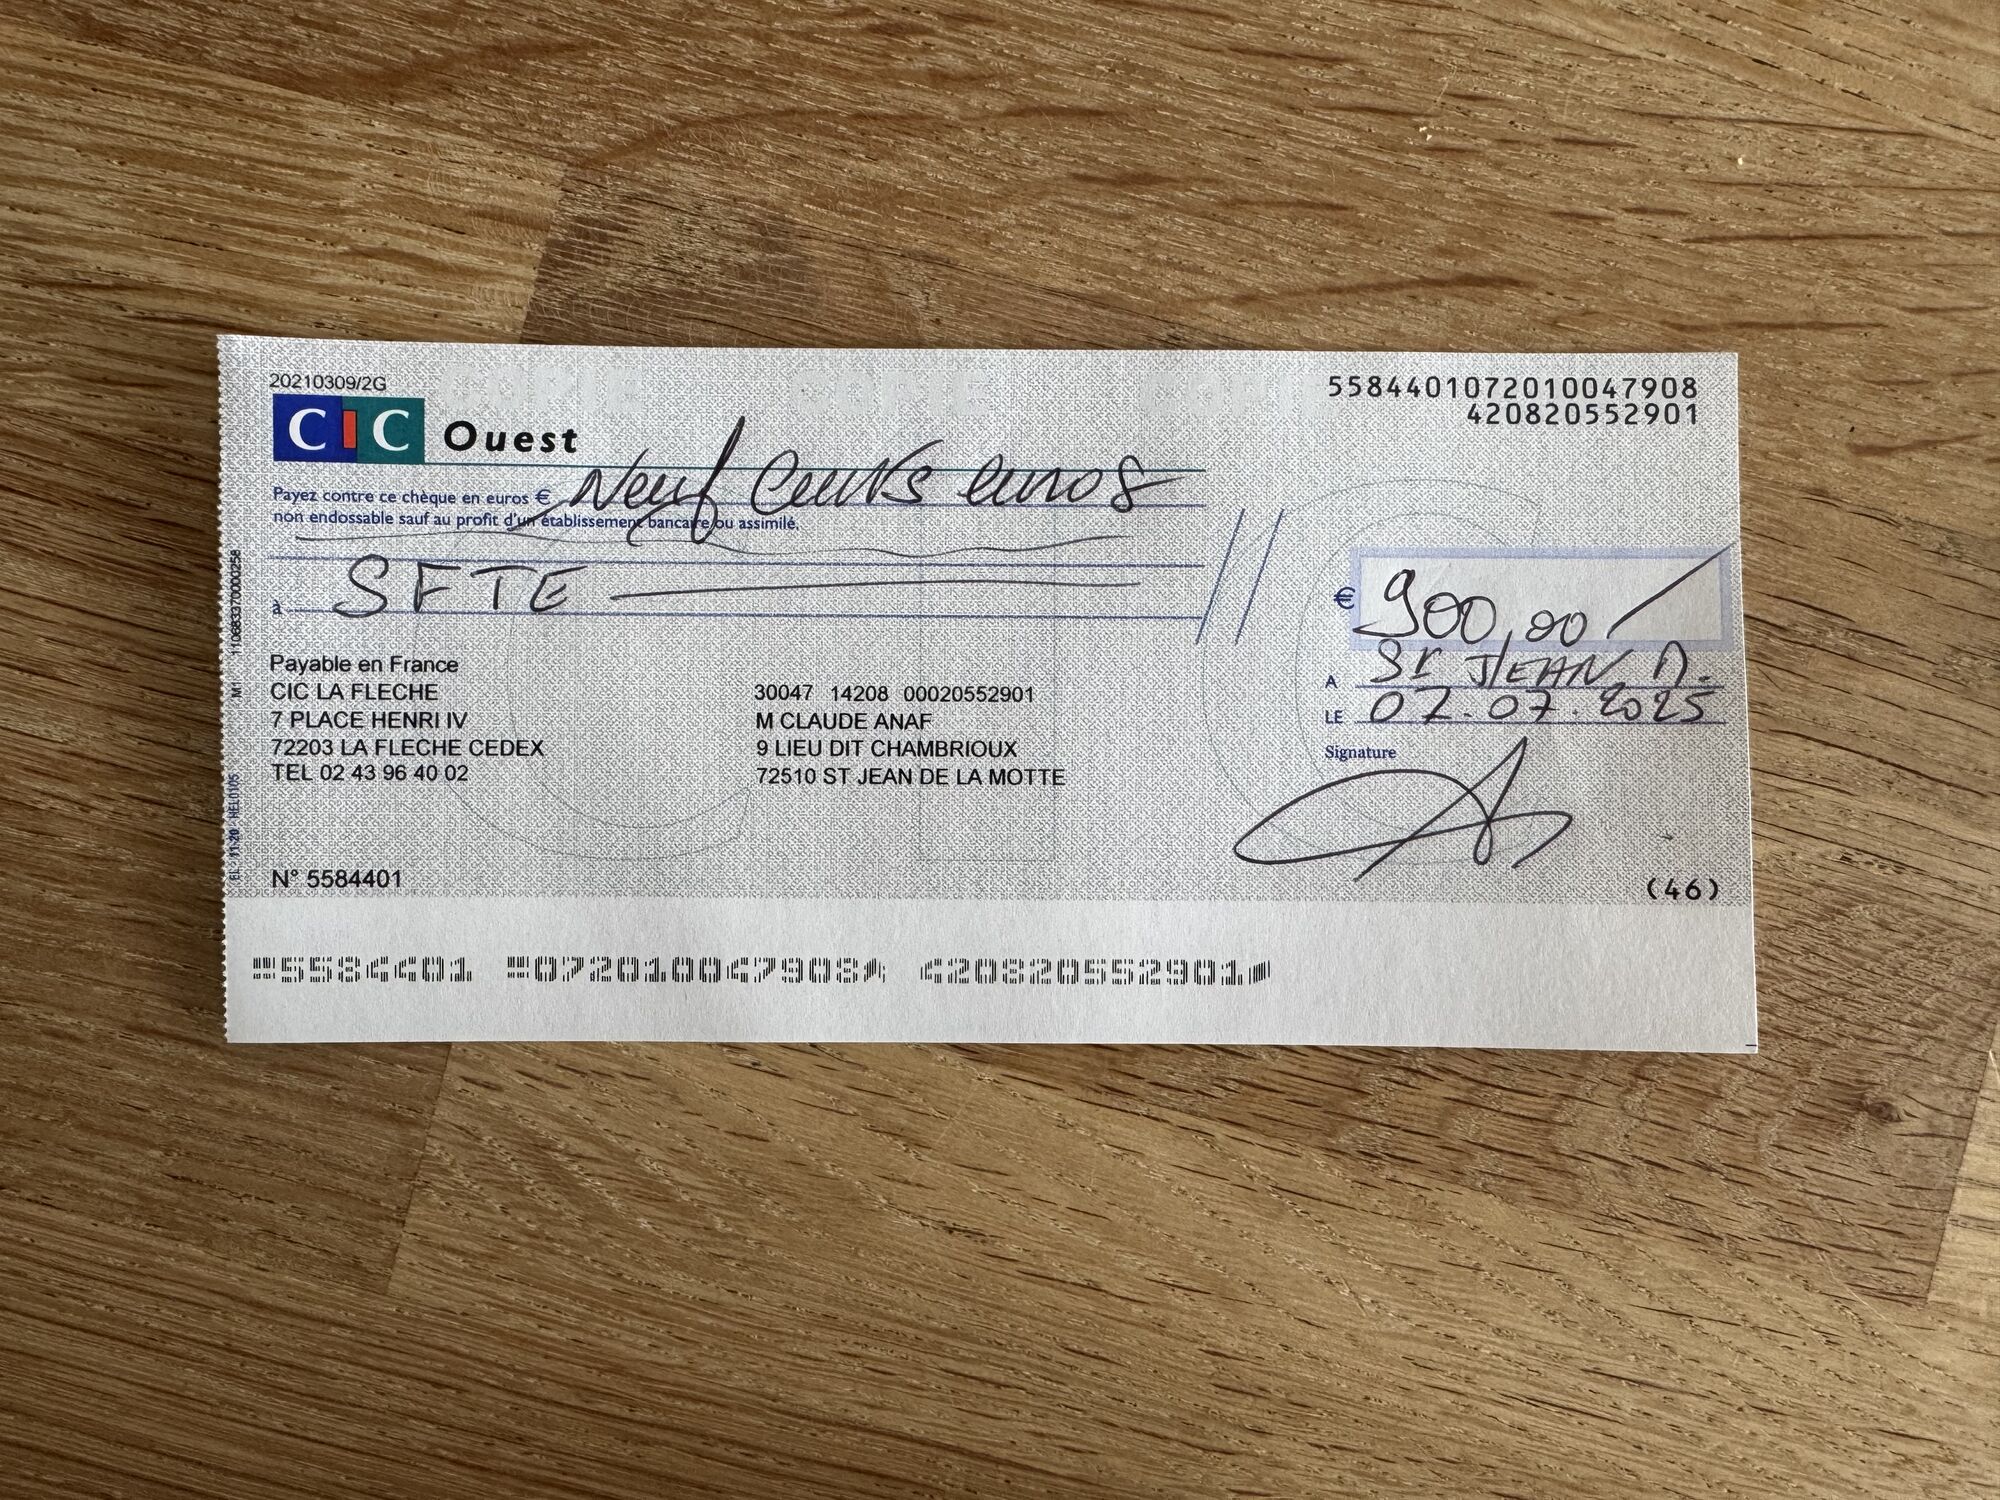 20210309/2G
5584401072010047908
420820552901
CIC Ouest
Payez contre ce chèque en euros € Neuf Cents euros
non endossable sauf au profit d'un établissement bancaire ou assimilé.
à SFTE
€ 900,00
A St JEAN
LE 07.07.2025
Signature
Payable en France
CIC LA FLECHE
7 PLACE HENRI IV
72203 LA FLECHE CEDEX
TEL 02 43 96 40 02
30047 14208 00020552901
M CLAUDE ANAF
9 LIEU DIT CHAMBRIOUX
72510 ST JEAN DE LA MOTTE
N° 5584401
(46)
5584401 072010047908 420820552901